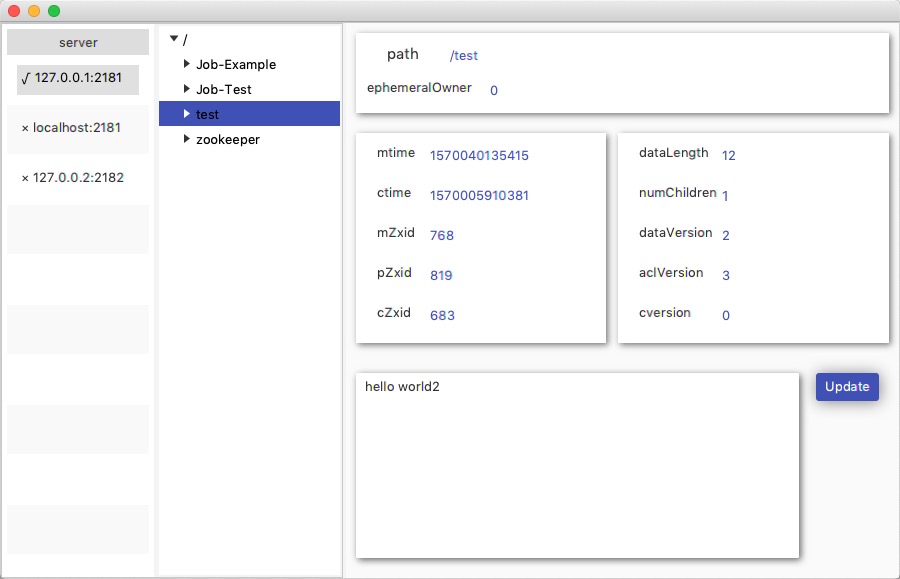 server
√ 127.0.0.1:2181
× localhost:2181
× 127.0.0.2:2182
/
Job-Example
Job-Test
test
zookeeper
path /test
ephemeralOwner 0
mtime 1570040135415
ctime 1570005910381
mZxid 768
pZxid 819
cZxid 683
dataLength 12
numChildren 1
dataVersion 2
aclVersion 3
cversion 0
hello world2
Update